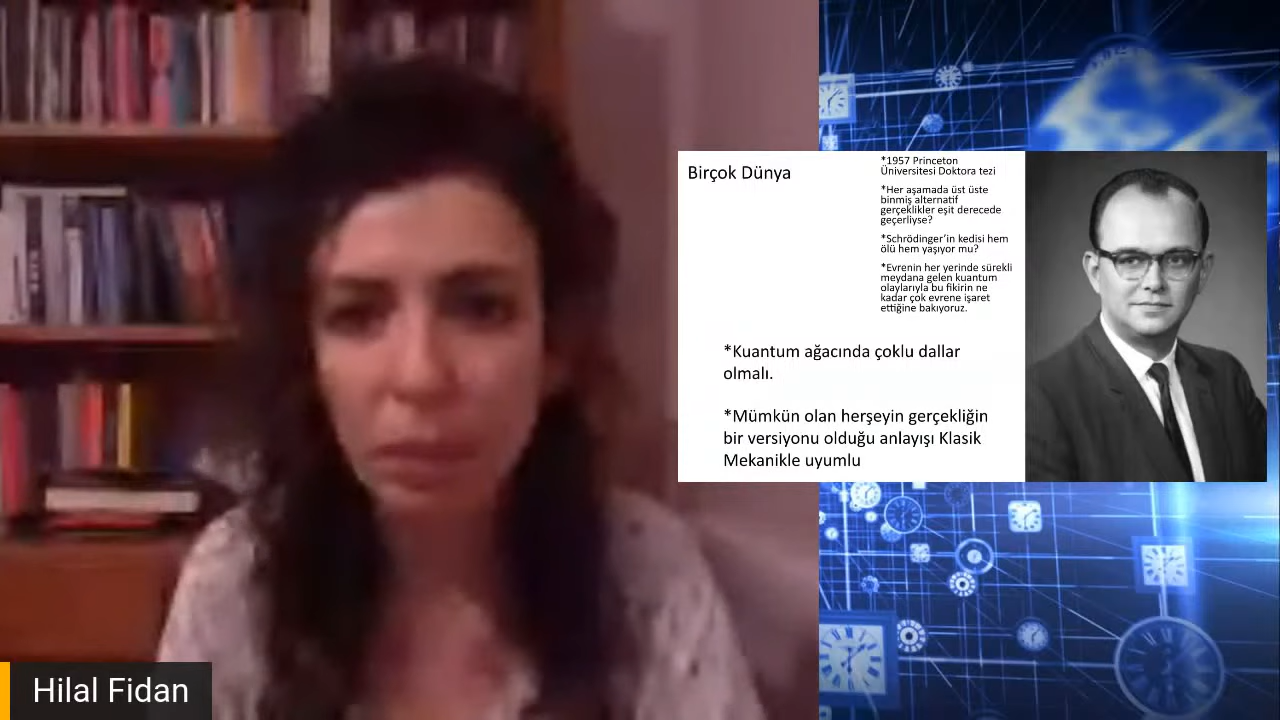 Birçok Dünya
*1957 Princeton
Üniversitesi Doktora tezi
*Her aşamada üst üste
binmiş alternatif
gerçeklikler eşit derecede
geçerliyse?
*Schrödinger'in kedisi hem
ölü hem yaşıyor mu?
*Evrenin her yerinde sürekli
meydana gelen kuantum
olaylarıyla bu fikirin ne
kadar çok evrene işaret
ettiğine bakıyoruz.
*Kuantum ağacında çoklu dallar
olmalı.
*Mümkün olan herşeyin gerçekliğin
bir versiyonu olduğu anlayışı Klasik
Mekanikle uyumlu
Hilal Fidan